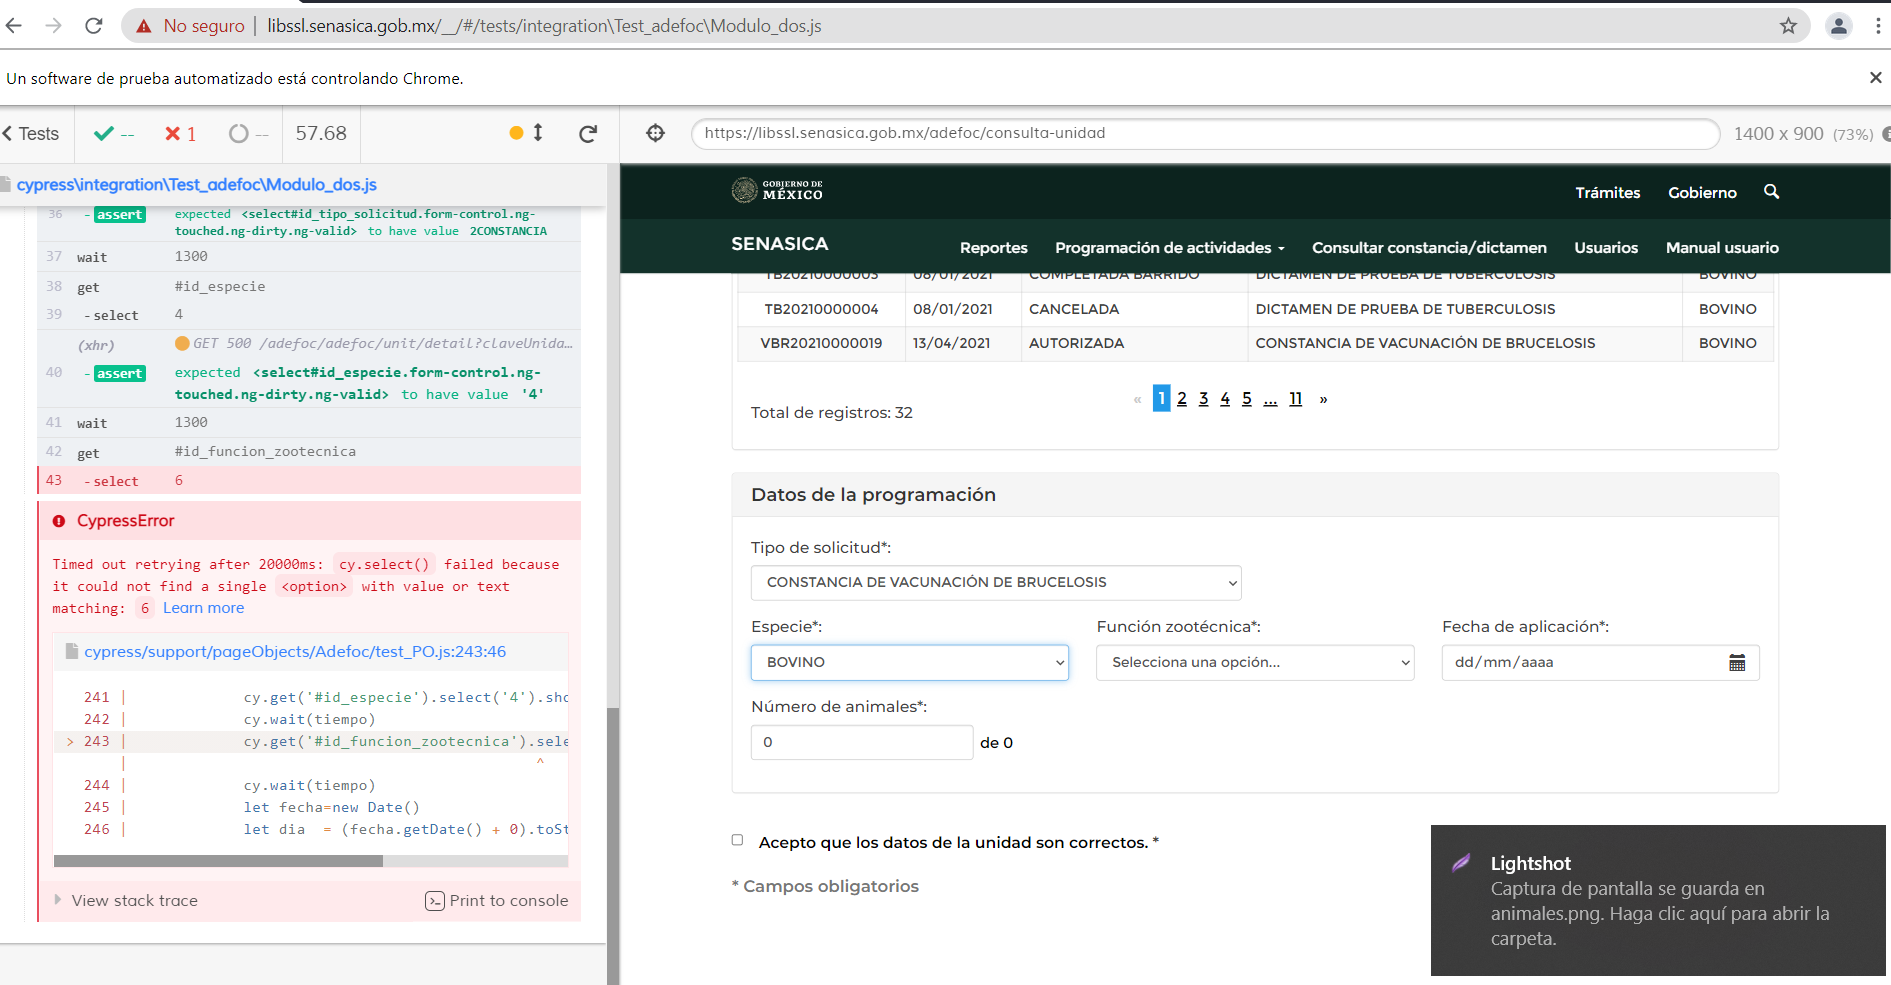 No seguro | libssl.senasica.gob.mx/__/#/tests/integration\Test_adefoc\Modulo_dos.js
Un software de prueba automatizado está controlando Chrome.
Tests -- 1 -- 57.68
https://libssl.senasica.gob.mx/adefoc/consulta-unidad 1400 x 900 (73%)
cypress\integration\Test_adefoc\Modulo_dos.js
36 - assert expected <select#id_tipo_solicitud.form-control.ng-
touched.ng-dirty.ng-valid> to have value 2CONSTANCIA
37 wait 1300
38 get #id_especie
39 - select 4
(xhr) GET 500 /adefoc/adefoc/unit/detail?claveUnida…
40 - assert expected <select#id_especie.form-control.ng-
touched.ng-dirty.ng-valid> to have value '4'
41 wait 1300
42 get #id_funcion_zootecnica
43 - select 6
CypressError
Timed out retrying after 20000ms: cy.select() failed because
it could not find a single <option> with value or text
matching: 6 Learn more
cypress/support/pageObjects/Adefoc/test_PO.js:243:46
241 | cy.get('#id_especie').select('4').sho
242 | cy.wait(tiempo)
> 243 | cy.get('#id_funcion_zootecnica').sele
| ^
244 | cy.wait(tiempo)
245 | let fecha=new Date()
246 | let dia = (fecha.getDate() + 0).toSt
View stack trace
Print to console
GOBIERNO DE
MÉXICO
Trámites Gobierno
SENASICA Reportes Programación de actividades Consultar constancia/dictamen Usuarios Manual usuario
TB20210000003 08/01/2021 COMPLETADA BARRIDO DICTAMEN DE PRUEBA DE TUBERCULOSIS BOVINO
TB20210000004 08/01/2021 CANCELADA DICTAMEN DE PRUEBA DE TUBERCULOSIS BOVINO
VBR20210000019 13/04/2021 AUTORIZADA CONSTANCIA DE VACUNACIÓN DE BRUCELOSIS BOVINO
« 1 2 3 4 5 ... 11 »
Total de registros: 32
Datos de la programación
Tipo de solicitud*:
CONSTANCIA DE VACUNACIÓN DE BRUCELOSIS
Especie*: Función zootécnica*: Fecha de aplicación*:
BOVINO Selecciona una opción... dd/mm/aaaa
Número de animales*:
0 de 0
Acepto que los datos de la unidad son correctos. *
* Campos obligatorios
Lightshot
Captura de pantalla se guarda en
animales.png. Haga clic aquí para abrir la
carpeta.